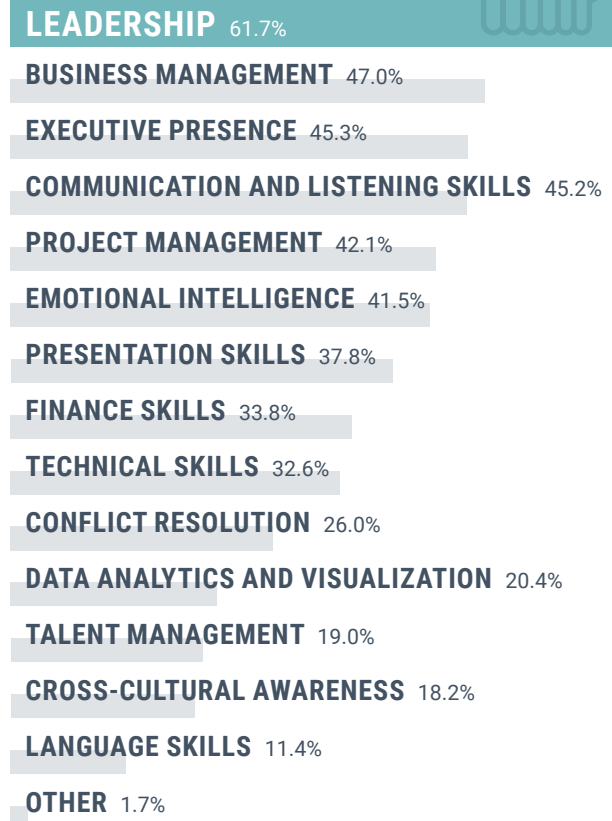 LEADERSHIP 61.7%
BUSINESS MANAGEMENT 47.0%
EXECUTIVE PRESENCE 45.3%
COMMUNICATION AND LISTENING SKILLS 45.2%
PROJECT MANAGEMENT 42.1%
EMOTIONAL INTELLIGENCE 41.5%
PRESENTATION SKILLS 37.8%
FINANCE SKILLS 33.8%
TECHNICAL SKILLS 32.6%
CONFLICT RESOLUTION 26.0%
DATA ANALYTICS AND VISUALIZATION 20.4%
TALENT MANAGEMENT 19.0%
CROSS-CULTURAL AWARENESS 18.2%
LANGUAGE SKILLS 11.4%
OTHER 1.7%